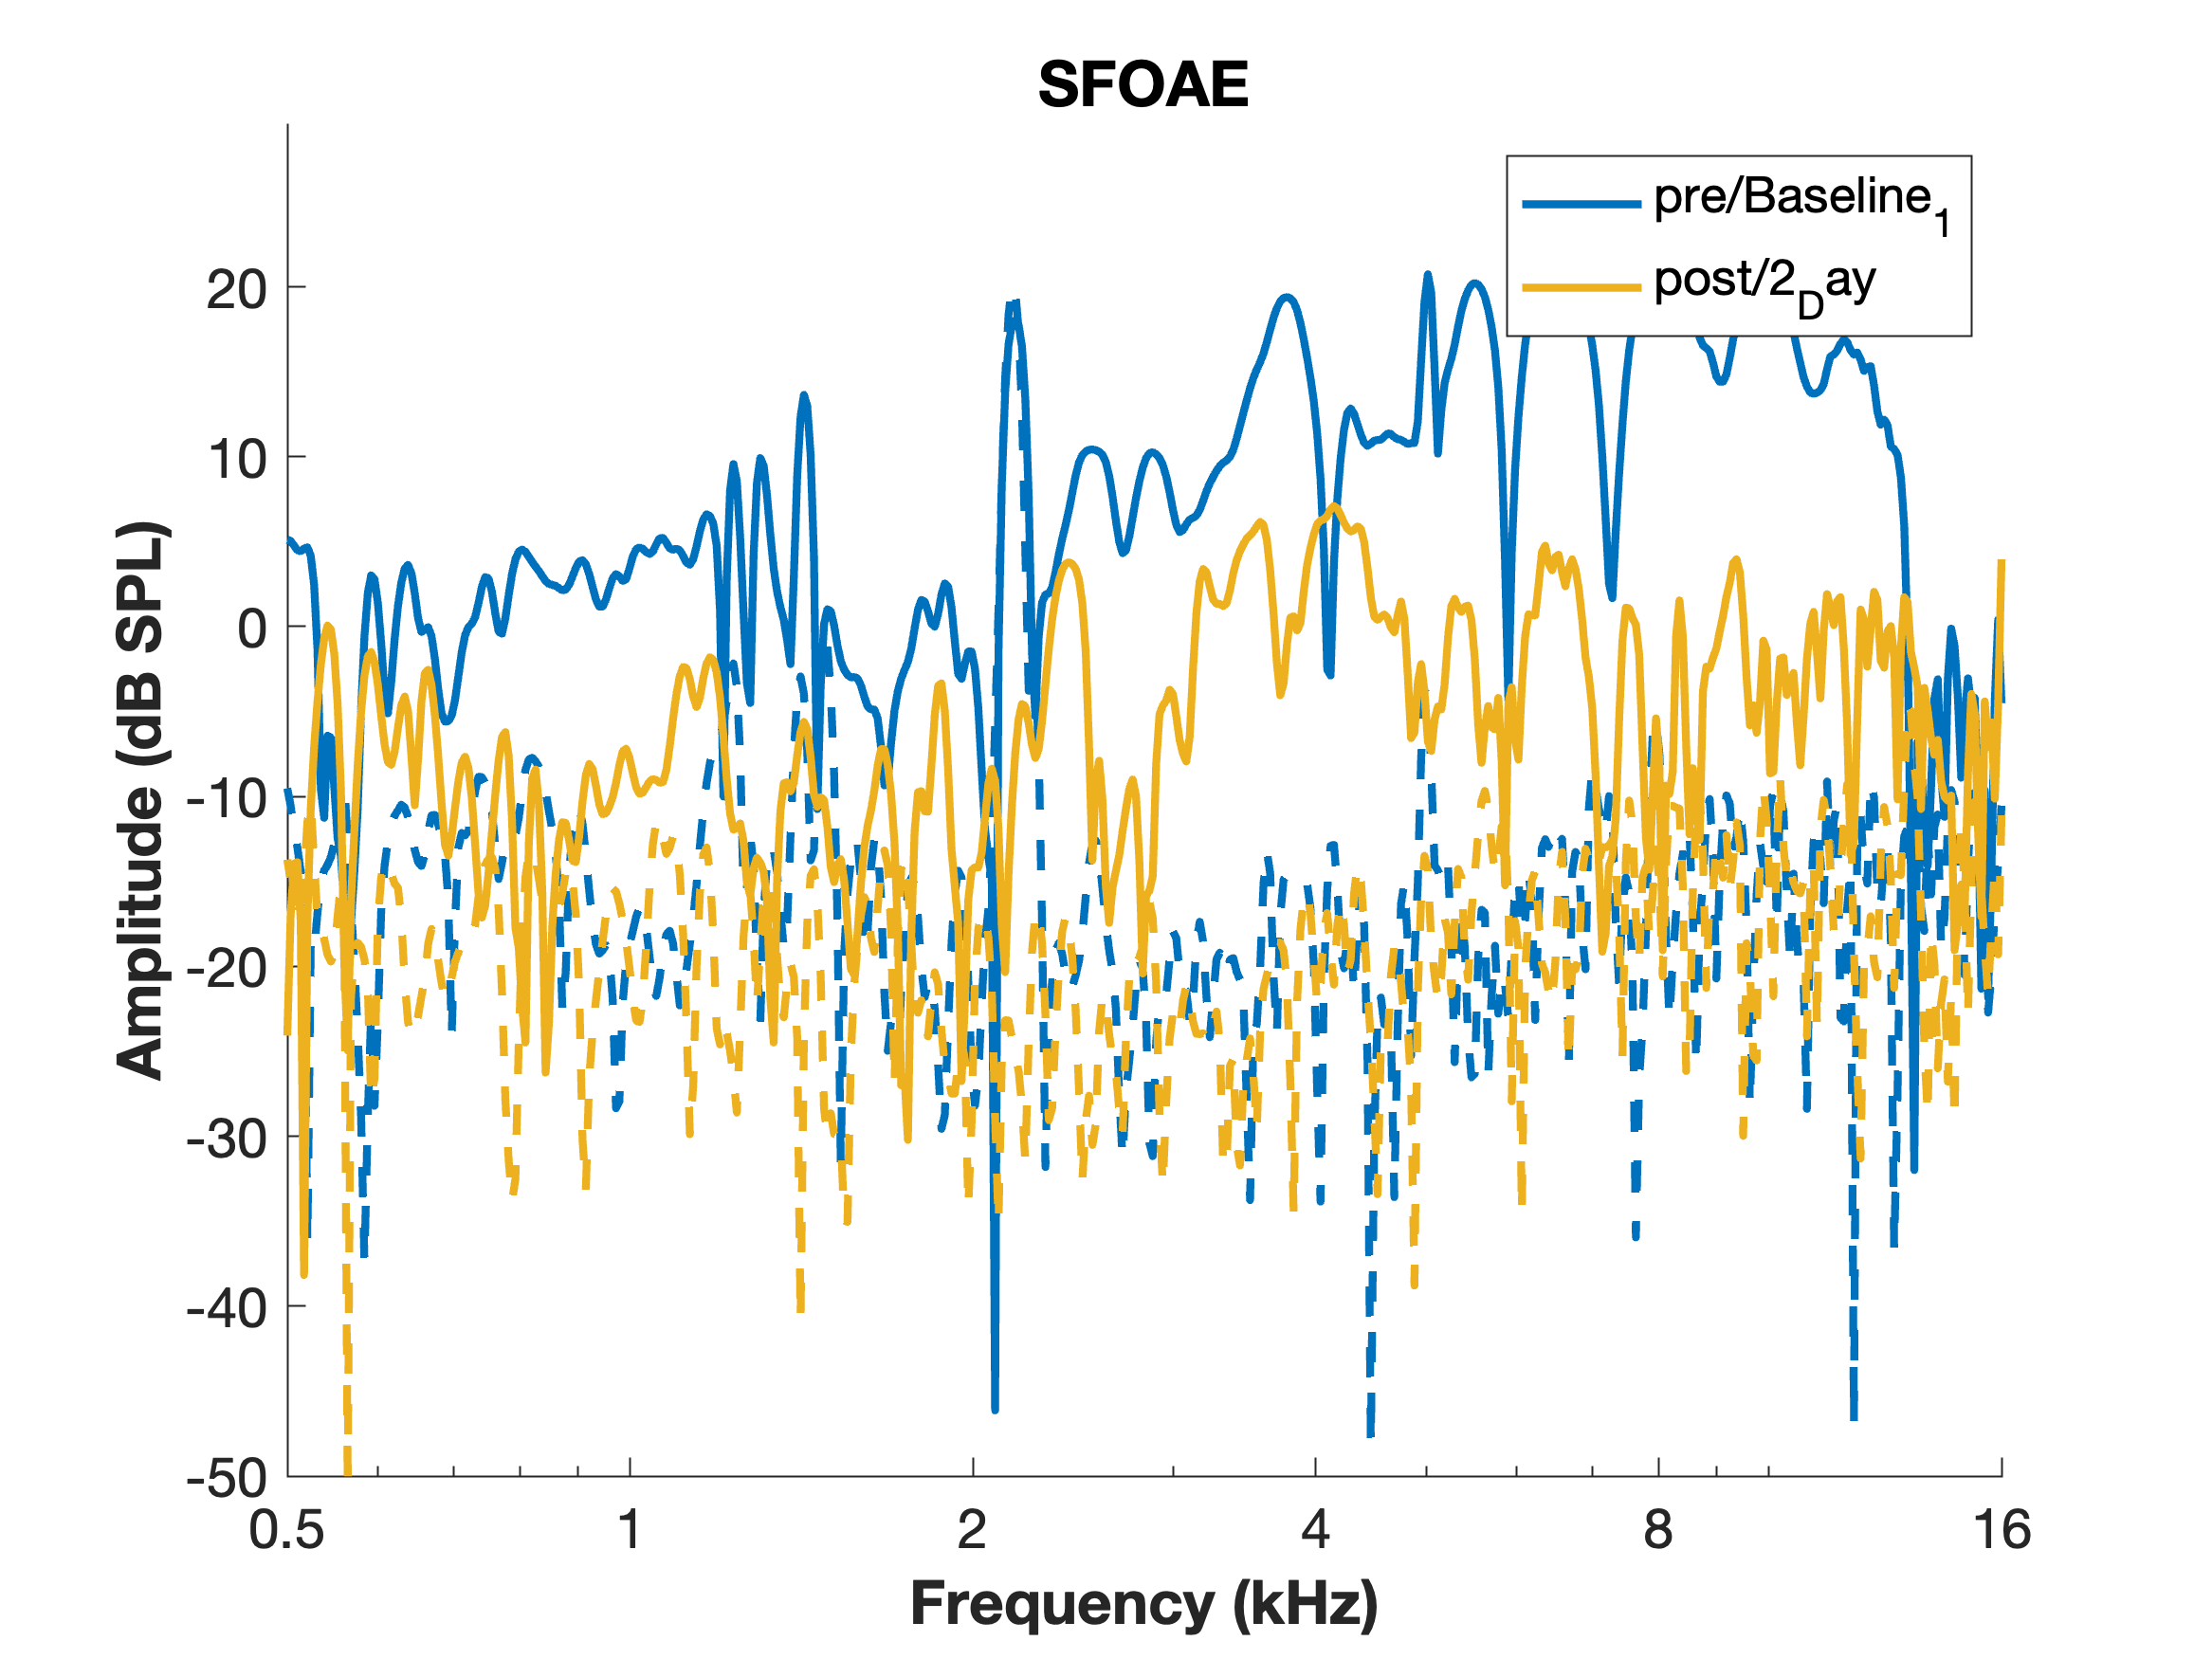 SFOAE
pre/Baseline₁
post/2_Day
20
10
0
-10
-20
-30
-40
-50
Amplitude (dB SPL)
0.5 1 2 4 8 16
Frequency (kHz)